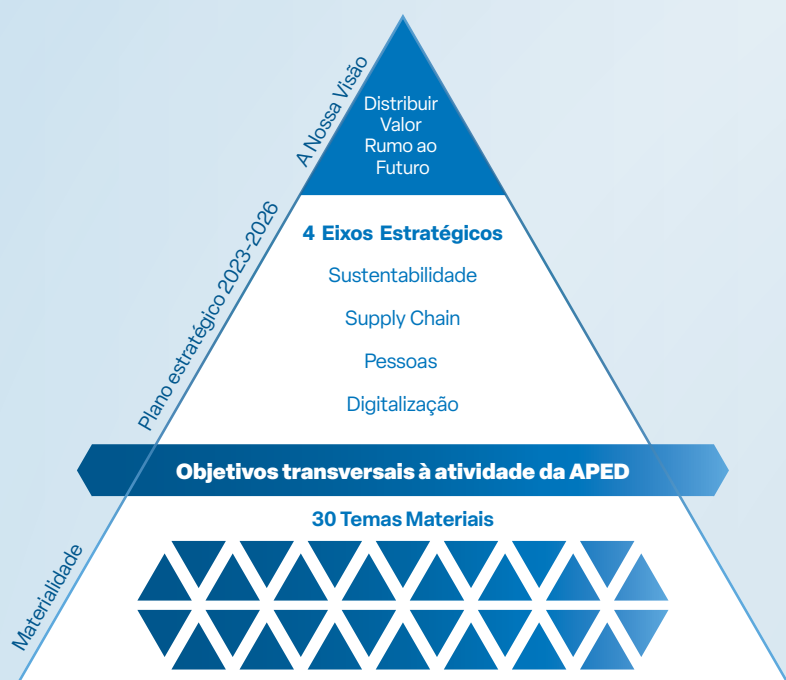 A Nossa Visão
Distribuir
Valor
Rumo ao
Futuro
Plano estratégico 2023-2026
4 Eixos Estratégicos
Sustentabilidade
Supply Chain
Pessoas
Digitalização
Objetivos transversais à atividade da APED
Materialidade
30 Temas Materiais